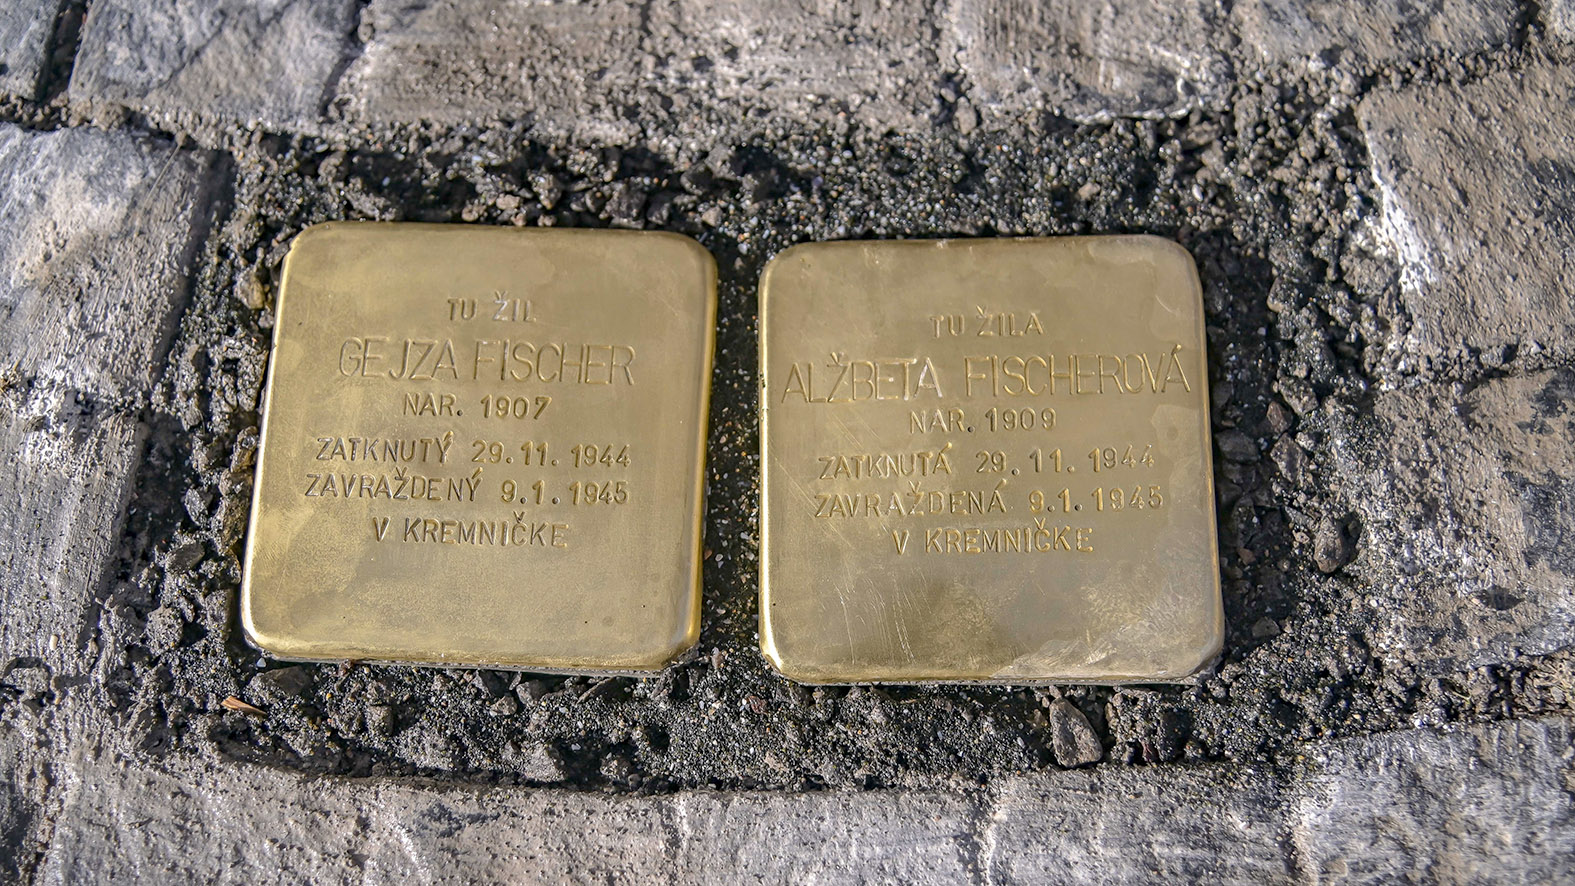 TU ŽIL
GEJZA FISCHER
NAR. 1907
ZATKNUTÝ 29.11.1944
ZAVRAŽDENÝ 9.1.1945
V KREMNIČKE
TU ŽILA
ALŽBETA FISCHEROVÁ
NAR. 1909
ZATKNUTÁ 29.11.1944
ZAVRAŽDENÁ 9.1.1945
V KREMNIČKE